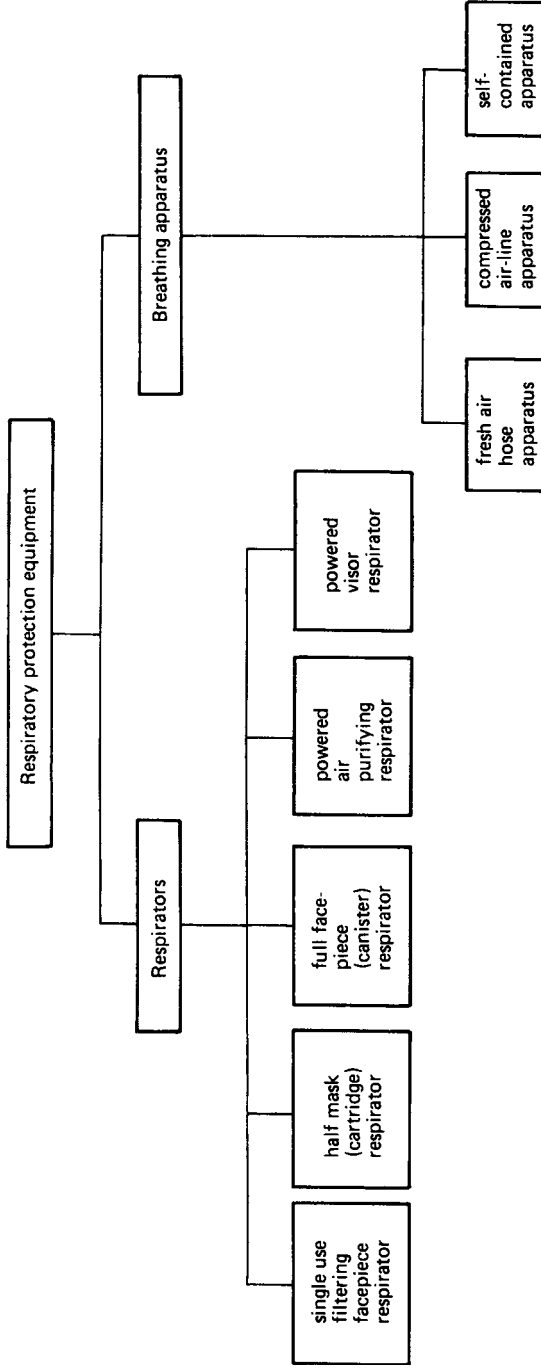 Respiratory protection equipment
Respirators
Breathing apparatus
single use
filtering
facepiece
respirator
half mask
(cartridge)
respirator
full face-
piece
(canister)
respirator
powered
air
purifying
respirator
powered
visor
respirator
fresh air
hose
apparatus
compressed
air-line
apparatus
self-
contained
apparatus